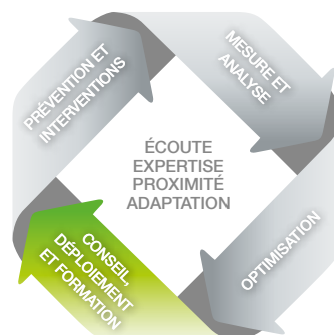 PRÉVENTION ET
INTERVENTIONS
MESURE ET
ANALYSE
ÉCOUTE
EXPERTISE
PROXIMITÉ
ADAPTATION
CONSEIL,
DÉPLOIEMENT
ET FORMATION
OPTIMISATION